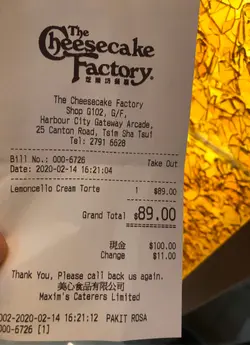 The
Cheesecake
Factory®
The Cheesecake Factory
Shop G102, G/F,
Harbour City Gateway Arcade,
25 Canton Road, Tsim Sha Tsui
Tel: 2791 6628
Bill No.: 000-6726 Take Out
Date: 2020-02-14 16:21:04
Lemoncello Cream Torte 1 $89.00
Grand Total $89.00
現金 $100.00
Change $11.00
Thank You, Please call back us again.
美心食品有限公司
Maxim's Caterers Limited
002-2020-02-14 16:21:12 PAKIT ROSA
000-6726 [1]